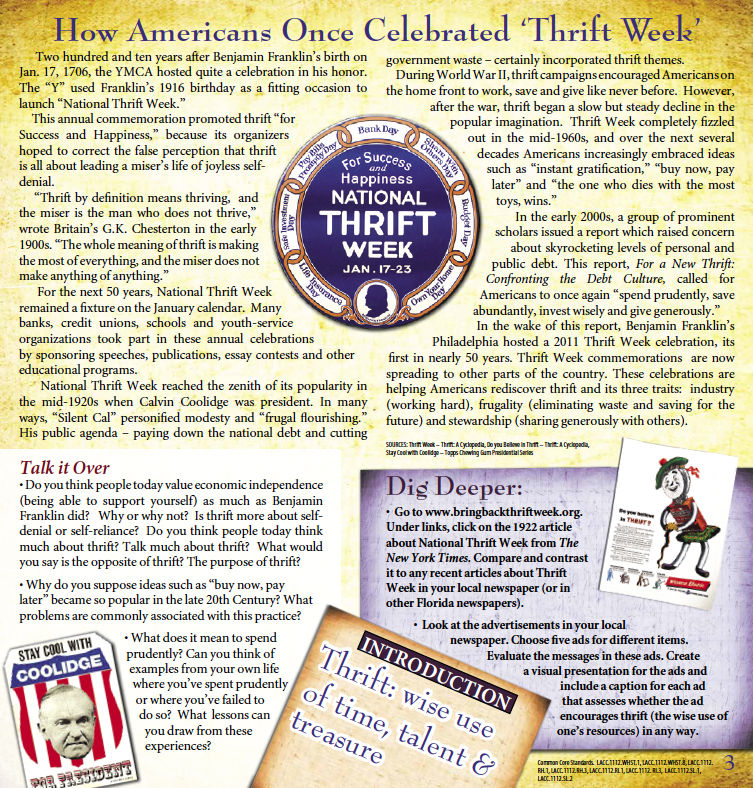 How Americans Once Celebrated 'Thrift Week'
Two hundred and ten years after Benjamin Franklin's birth on
Jan. 17, 1706, the YMCA hosted quite a celebration in his honor.
The "Y" used Franklin's 1916 birthday as a fitting occasion to
launch "National Thrift Week."
This annual commemoration promoted thrift "for
Success and Happiness," because its organizers
hoped to correct the false perception that thrift
is all about leading a miser's life of joyless self-
denial.
"Thrift by definition means thriving, and
the miser is the man who does not thrive,"
wrote Britain's G.K. Chesterton in the early
1900s. "The whole meaning of thrift is making
the most of everything, and the miser does not
make anything of anything."
For the next 50 years, National Thrift Week
remained a fixture on the January calendar. Many
banks, credit unions, schools and youth-service
organizations took part in these annual celebrations
by sponsoring speeches, publications, essay contests and other
educational programs.
National Thrift Week reached the zenith of its popularity in
the mid-1920s when Calvin Coolidge was president. In many
ways, "Silent Cal" personified modesty and "frugal flourishing."
His public agenda – paying down the national debt and cutting
government waste – certainly incorporated thrift themes.
During World War II, thrift campaigns encouraged Americans on
the home front to work, save and give like never before. However,
after the war, thrift began a slow but steady decline in the
popular imagination. Thrift Week completely fizzled
out in the mid-1960s, and over the next several
decades Americans increasingly embraced ideas
such as "instant gratification," "buy now, pay
later" and "the one who dies with the most
toys, wins."
In the early 2000s, a group of prominent
scholars issued a report which raised concern
about skyrocketing levels of personal and
public debt. This report, For a New Thrift:
Confronting the Debt Culture, called for
Americans to once again "spend prudently, save
abundantly, invest wisely and give generously."
In the wake of this report, Benjamin Franklin's
Philadelphia hosted a 2011 Thrift Week celebration, its
first in nearly 50 years. Thrift Week commemorations are now
spreading to other parts of the country. These celebrations are
helping Americans rediscover thrift and its three traits: industry
(working hard), frugality (eliminating waste and saving for the
future) and stewardship (sharing generously with others).
SOURCES: Thrift Week – Thrift: A Cyclopedia, Do you Believe in Thrift – Thrift: A Cyclopedia,
Stay Cool with Coolidge – Topps Chewing Gum Presidential Series
Bank Day
Share With Others Day
Budget Day
Own Your Home Day
Life Insurance Day
Safe Investment Day
Pay Bills Promptly Day
For Success
and
Happiness
NATIONAL
THRIFT
WEEK
JAN. 17-23
Talk it Over
• Do you think people today value economic independence
(being able to support yourself) as much as Benjamin
Franklin did? Why or why not? Is thrift more about self-
denial or self-reliance? Do you think people today think
much about thrift? Talk much about thrift? What would
you say is the opposite of thrift? The purpose of thrift?
• Why do you suppose ideas such as "buy now, pay
later" became so popular in the late 20th Century? What
problems are commonly associated with this practice?
• What does it mean to spend
prudently? Can you think of
examples from your own life
where you've spent prudently
or where you've failed to
do so? What lessons can
you draw from these
experiences?
STAY COOL WITH
COOLIDGE
FOR PRESIDENT
INTRODUCTION
Thrift: wise use
of time, talent &
treasure
Dig Deeper:
• Go to www.bringbackthriftweek.org.
Under links, click on the 1922 article
about National Thrift Week from The
New York Times. Compare and contrast
it to any recent articles about Thrift
Week in your local newspaper (or in
other Florida newspapers).
• Look at the advertisements in your local
newspaper. Choose five ads for different items.
Evaluate the messages in these ads. Create
a visual presentation for the ads and
include a caption for each ad
that assesses whether the ad
encourages thrift (the wise use of
one's resources) in any way.
Do you believe
in THRIFT?
Common Core Standards. LACC.1112.WHST.1, LACC.1112.WHST.8, LACC.1112.
RH.1, LACC.1112.RH.3, LACC.1112.RL.1, LACC.1112. RL.3, LACC.1112.SL.1,
LACC.1112.SL.2
3